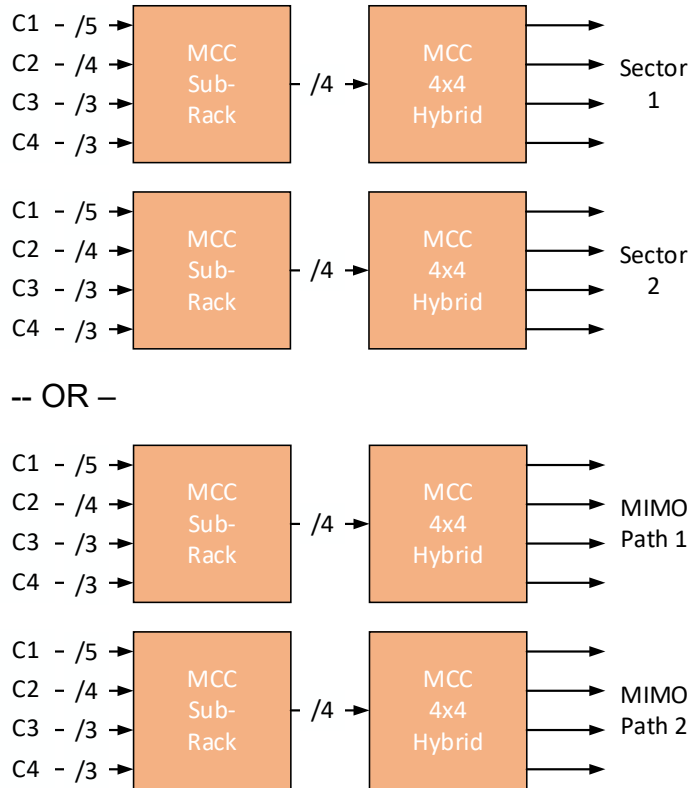 C1 - /5
C2 - /4
C3 - /3
C4 - /3
MCC
Sub-
Rack
- /4
MCC
4x4
Hybrid
Sector
1
C1 - /5
C2 - /4
C3 - /3
C4 - /3
MCC
Sub-
Rack
- /4
MCC
4x4
Hybrid
Sector
2
-- OR –
C1 - /5
C2 - /4
C3 - /3
C4 - /3
MCC
Sub-
Rack
- /4
MCC
4x4
Hybrid
MIMO
Path 1
C1 - /5
C2 - /4
C3 - /3
C4 - /3
MCC
Sub-
Rack
- /4
MCC
4x4
Hybrid
MIMO
Path 2